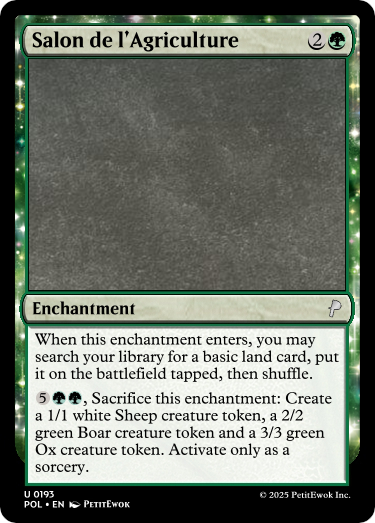 Salon de l'Agriculture 2
Enchantment
When this enchantment enters, you may
search your library for a basic land card, put
it on the battlefield tapped, then shuffle.
5, Sacrifice this enchantment: Create
a 1/1 white Sheep creature token, a 2/2
green Boar creature token and a 3/3 green
Ox creature token. Activate only as a
sorcery.
U 0193
POL • EN PetitEwok
© 2025 PetitEwok Inc.